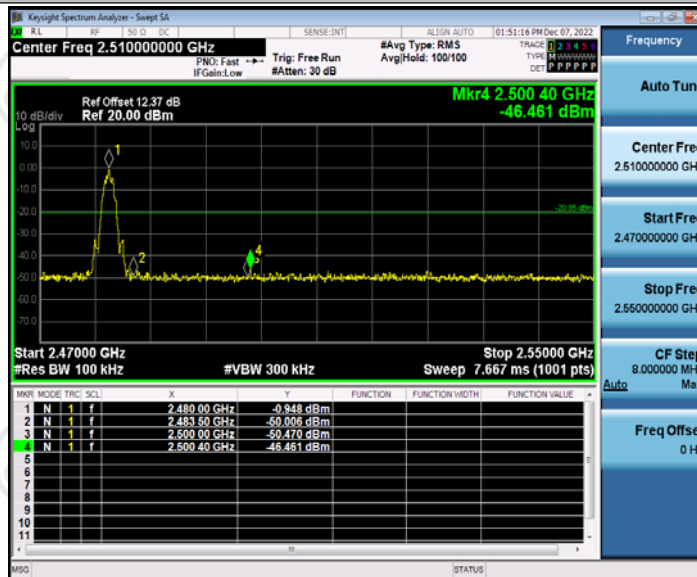 Keysight Spectrum Analyzer - Swept SA
RL RF 50 Ω DC SENSE:INT ALIGN AUTO 01:51:16 PM Dec 07, 2022
Center Freq 2.510000000 GHz
PNO: Fast
IFGain:Low
Trig: Free Run
#Atten: 30 dB
#Avg Type: RMS
Avg|Hold: 100/100
TRACE 1 2 3 4 5 6
TYPE M
DET P P P P P P
Frequency
Mkr4 2.500 40 GHz
-46.461 dBm
Ref Offset 12.37 dB
10 dB/div Ref 20.00 dBm
Log
10.0
0.00
-10.0
-20.0
-30.0
-40.0
-50.0
-60.0
-70.0
1
2
4
-20.95 dBm
Start 2.47000 GHz Stop 2.55000 GHz
#Res BW 100 kHz #VBW 300 kHz Sweep 7.667 ms (1001 pts)
MKR MODE TRC SCL X Y FUNCTION FUNCTION WIDTH FUNCTION VALUE
1 N 1 f 2.480 00 GHz -0.948 dBm
2 N 1 f 2.483 50 GHz -50.006 dBm
3 N 1 f 2.500 00 GHz -50.470 dBm
4 N 1 f 2.500 40 GHz -46.461 dBm
5
6
7
8
9
10
11
MSG STATUS
Auto Tun
Center Fre
2.510000000 GH
Start Fre
2.470000000 GH
Stop Fre
2.550000000 GH
CF Step
8.000000 MH
Auto Ma
Freq Offse
0 H